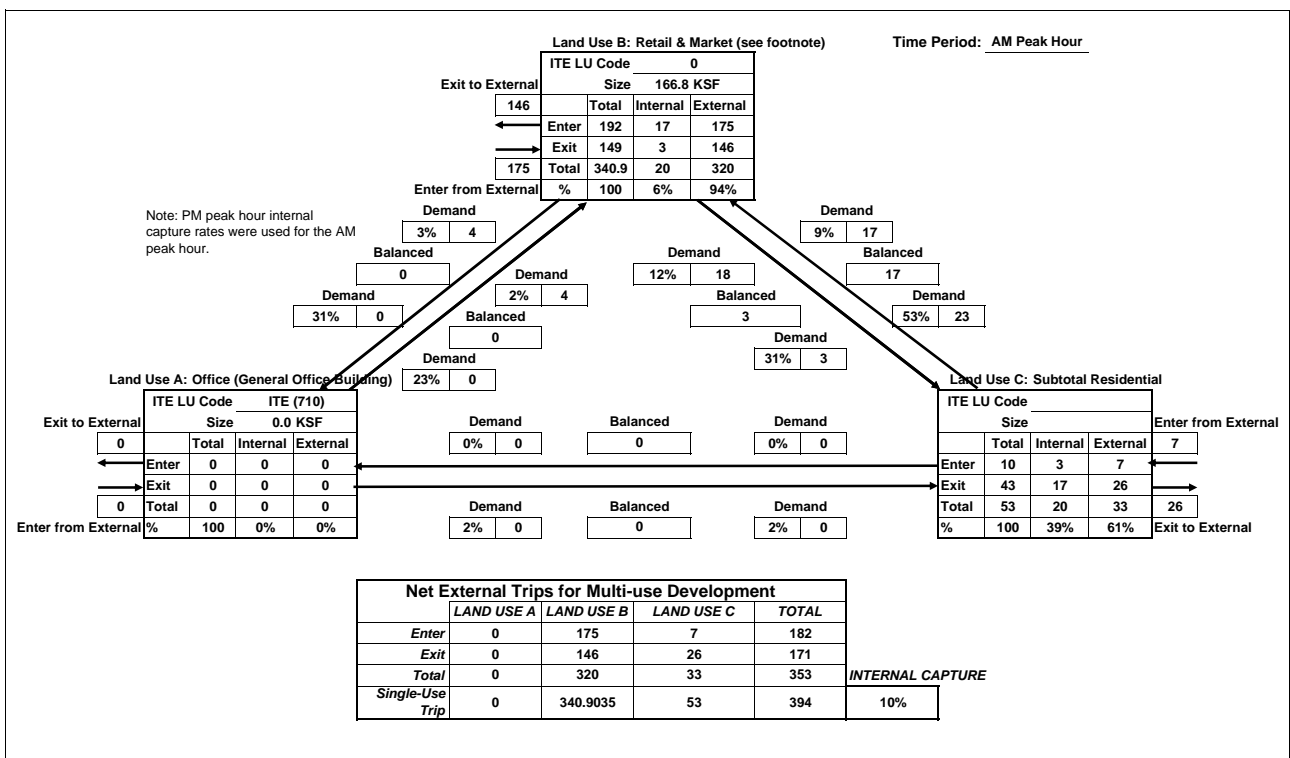 Land Use B: Retail & Market (see footnote)
Time Period: AM Peak Hour
ITE LU Code 0
Exit to External Size 166.8 KSF
146 Total Internal External
Enter 192 17 175
Exit 149 3 146
175 Total 340.9 20 320
Enter from External % 100 6% 94%
Note: PM peak hour internal
capture rates were used for the AM
peak hour.
Demand
3% 4
Balanced
0
Demand
31% 0
Demand
2% 4
Balanced
0
Demand
23% 0
Demand
12% 18
Balanced
3
Demand
31% 3
Demand
9% 17
Balanced
17
Demand
53% 23
Land Use A: Office (General Office Building)
ITE LU Code ITE (710)
Exit to External Size 0.0 KSF
0 Total Internal External
Enter 0 0 0
Exit 0 0 0
0 Total 0 0 0
Enter from External % 100 0% 0%
Demand Balanced Demand
0% 0 0 0% 0
Demand Balanced Demand
2% 0 0 2% 0
Land Use C: Subtotal Residential
ITE LU Code
Size Enter from External
Total Internal External 7
Enter 10 3 7
Exit 43 17 26
Total 53 20 33 26
% 100 39% 61% Exit to External
Net External Trips for Multi-use Development
LAND USE A LAND USE B LAND USE C TOTAL
Enter 0 175 7 182
Exit 0 146 26 171
Total 0 320 33 353 INTERNAL CAPTURE
Single-Use
Trip 0 340.9035 53 394 10%